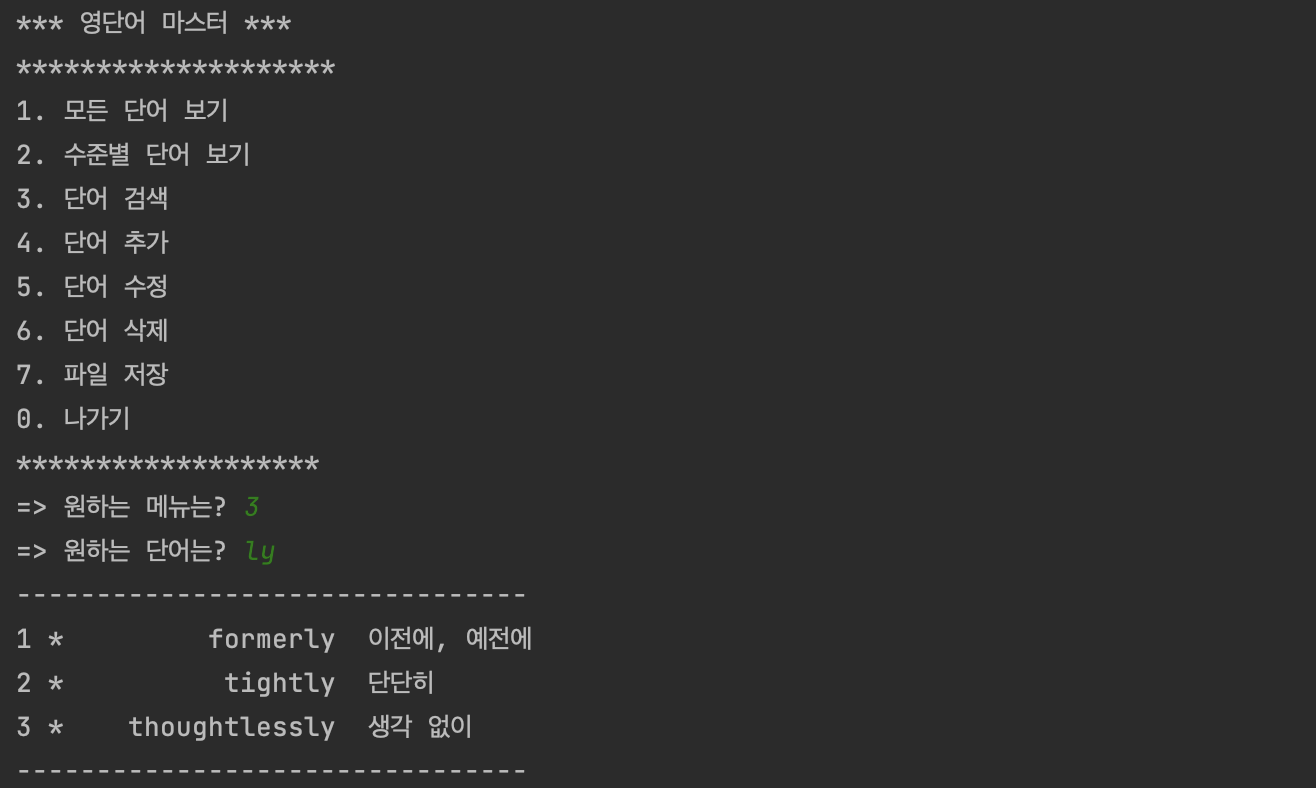 *** 영단어 마스터 ***
********************
1. 모든 단어 보기
2. 수준별 단어 보기
3. 단어 검색
4. 단어 추가
5. 단어 수정
6. 단어 삭제
7. 파일 저장
0. 나가기
*******************
=> 원하는 메뉴는? 3
=> 원하는 단어는? ly
--------------------------------
1 *         formerly  이전에, 예전에
2 *          tightly  단단히
3 *    thoughtlessly  생각 없이
--------------------------------